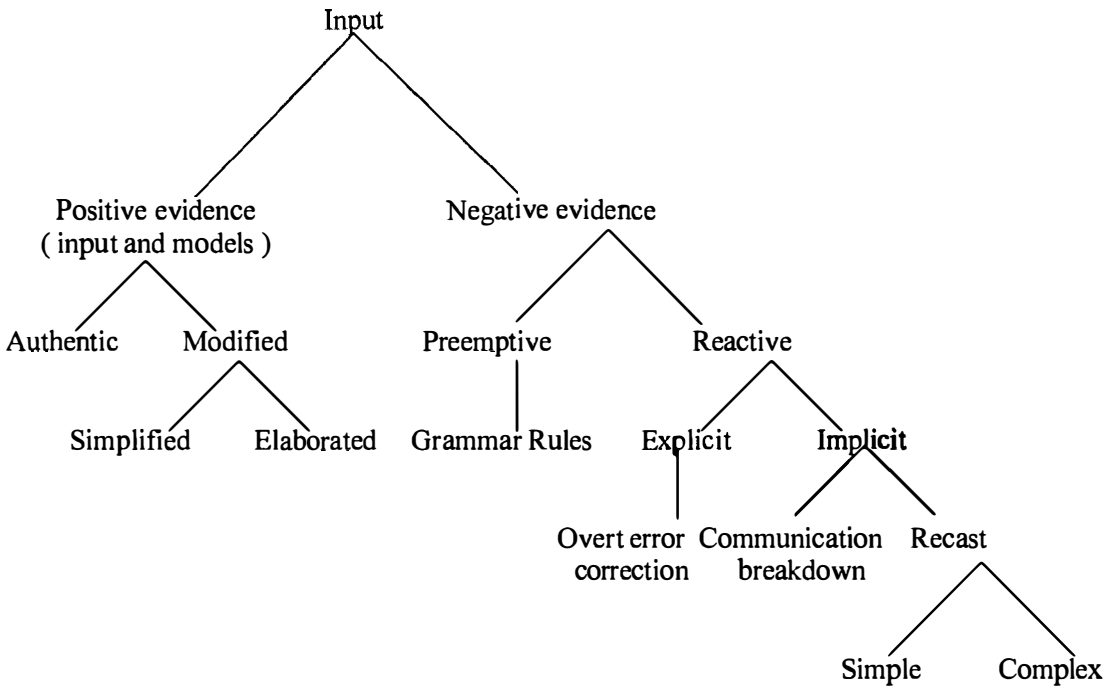 Input
Positive evidence
( input and models )
Negative evidence
Authentic
Modified
Preemptive
Reactive
Simplified
Elaborated
Grammar Rules
Explicit
Implicit
Overt error
correction
Communication
breakdown
Recast
Simple
Complex